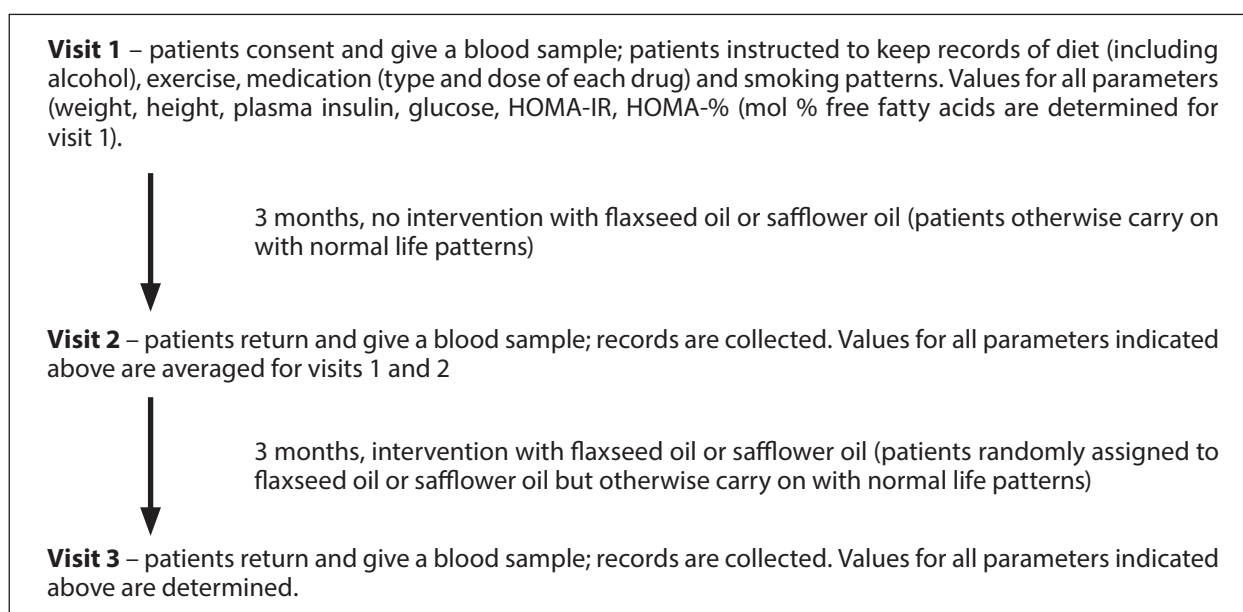 Visit 1 – patients consent and give a blood sample; patients instructed to keep records of diet (including
alcohol), exercise, medication (type and dose of each drug) and smoking patterns. Values for all parameters
(weight, height, plasma insulin, glucose, HOMA-IR, HOMA-% (mol % free fatty acids are determined for
visit 1).
3 months, no intervention with flaxseed oil or safflower oil (patients otherwise carry on
with normal life patterns)
Visit 2 – patients return and give a blood sample; records are collected. Values for all parameters indicated
above are averaged for visits 1 and 2
3 months, intervention with flaxseed oil or safflower oil (patients randomly assigned to
flaxseed oil or safflower oil but otherwise carry on with normal life patterns)
Visit 3 – patients return and give a blood sample; records are collected. Values for all parameters indicated
above are determined.